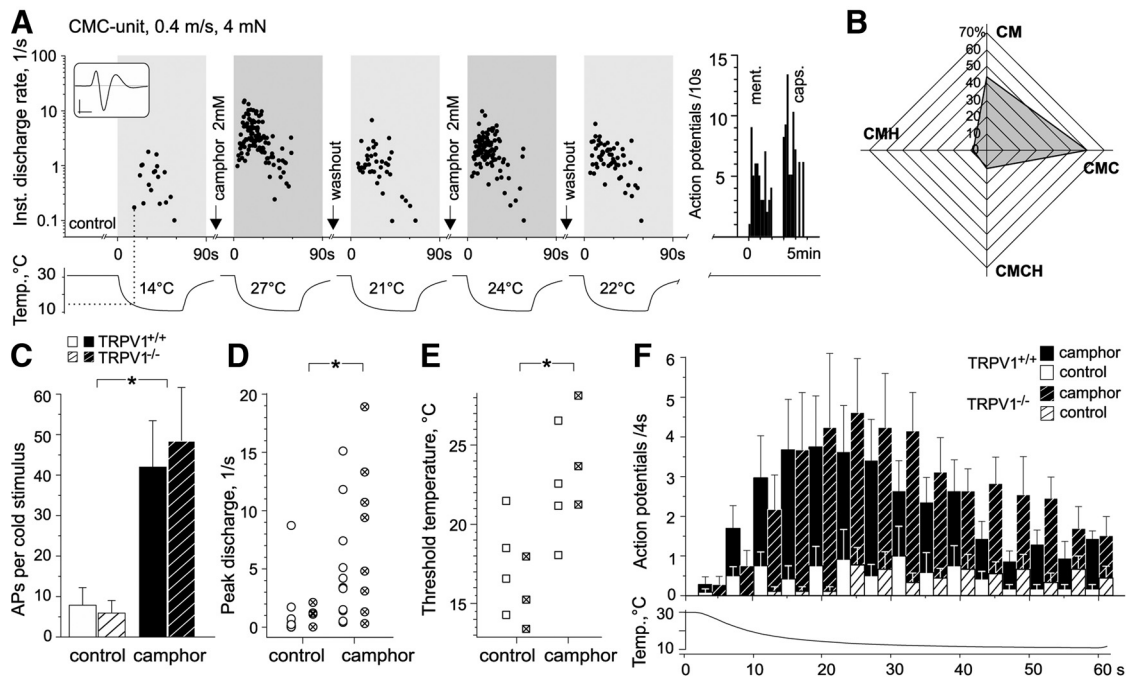 A
CMC-unit, 0.4 m/s, 4 mN
Inst. discharge rate, 1/s
100
10
1
0.1
control
camphor 2mM
washout
camphor 2mM
washout
0 90s 0 90s 0 90s 0 90s 0 90s
Temp.,°C
30
10
14°C 27°C 21°C 24°C 22°C
Action potentials /10s
15
10
5
ment.
caps.
0 5min
B
70%
60
50
40
30
20
10
0
CM
CMH
CMC
CMCH
C
TRPV1+/+
TRPV1-/-
*
APs per cold stimulus
60
50
40
30
20
10
0
control camphor
D
*
Peak discharge, 1/s
20
15
10
5
0
control camphor
E
*
Threshold temperature, °C
25
20
15
control camphor
F
TRPV1+/+
camphor
control
TRPV1-/-
camphor
control
Action potentials /4s
6
5
4
3
2
1
0
Temp.,°C
30
10
0 10 20 30 40 50 60 s